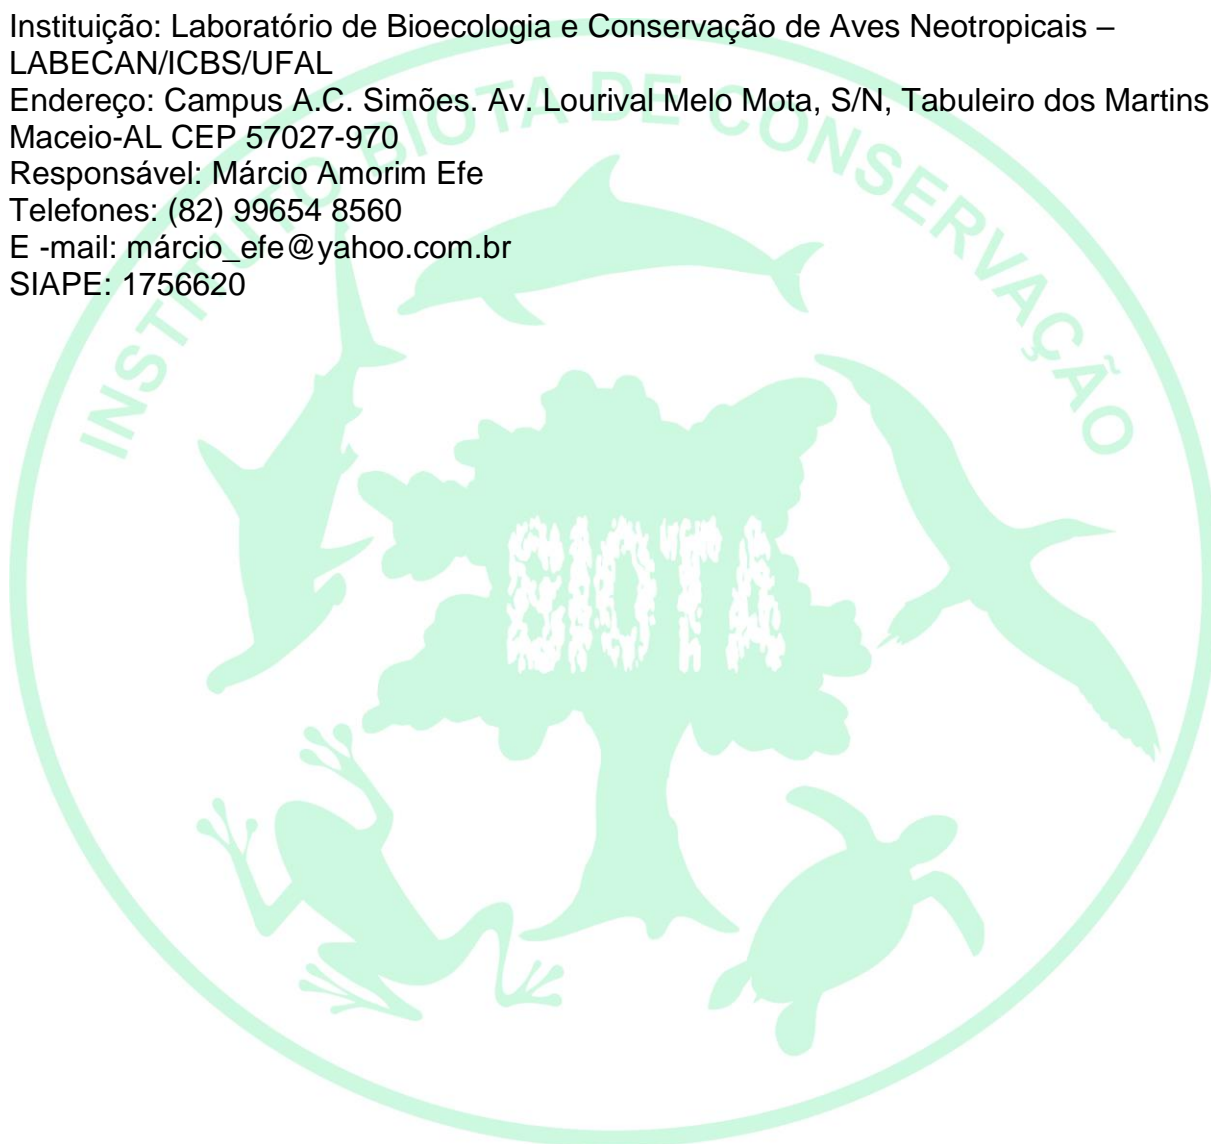 Instituição: Laboratório de Bioecologia e Conservação de Aves Neotropicais –
LABECAN/ICBS/UFAL
Endereço: Campus A.C. Simões. Av. Lourival Melo Mota, S/N, Tabuleiro dos Martins
Maceio-AL CEP 57027-970
Responsável: Márcio Amorim Efe
Telefones: (82) 99654 8560
E -mail: márcio_efe@yahoo.com.br
SIAPE: 1756620
INSTITUTO BIOTA DE CONSERVAÇÃO
BIOTA